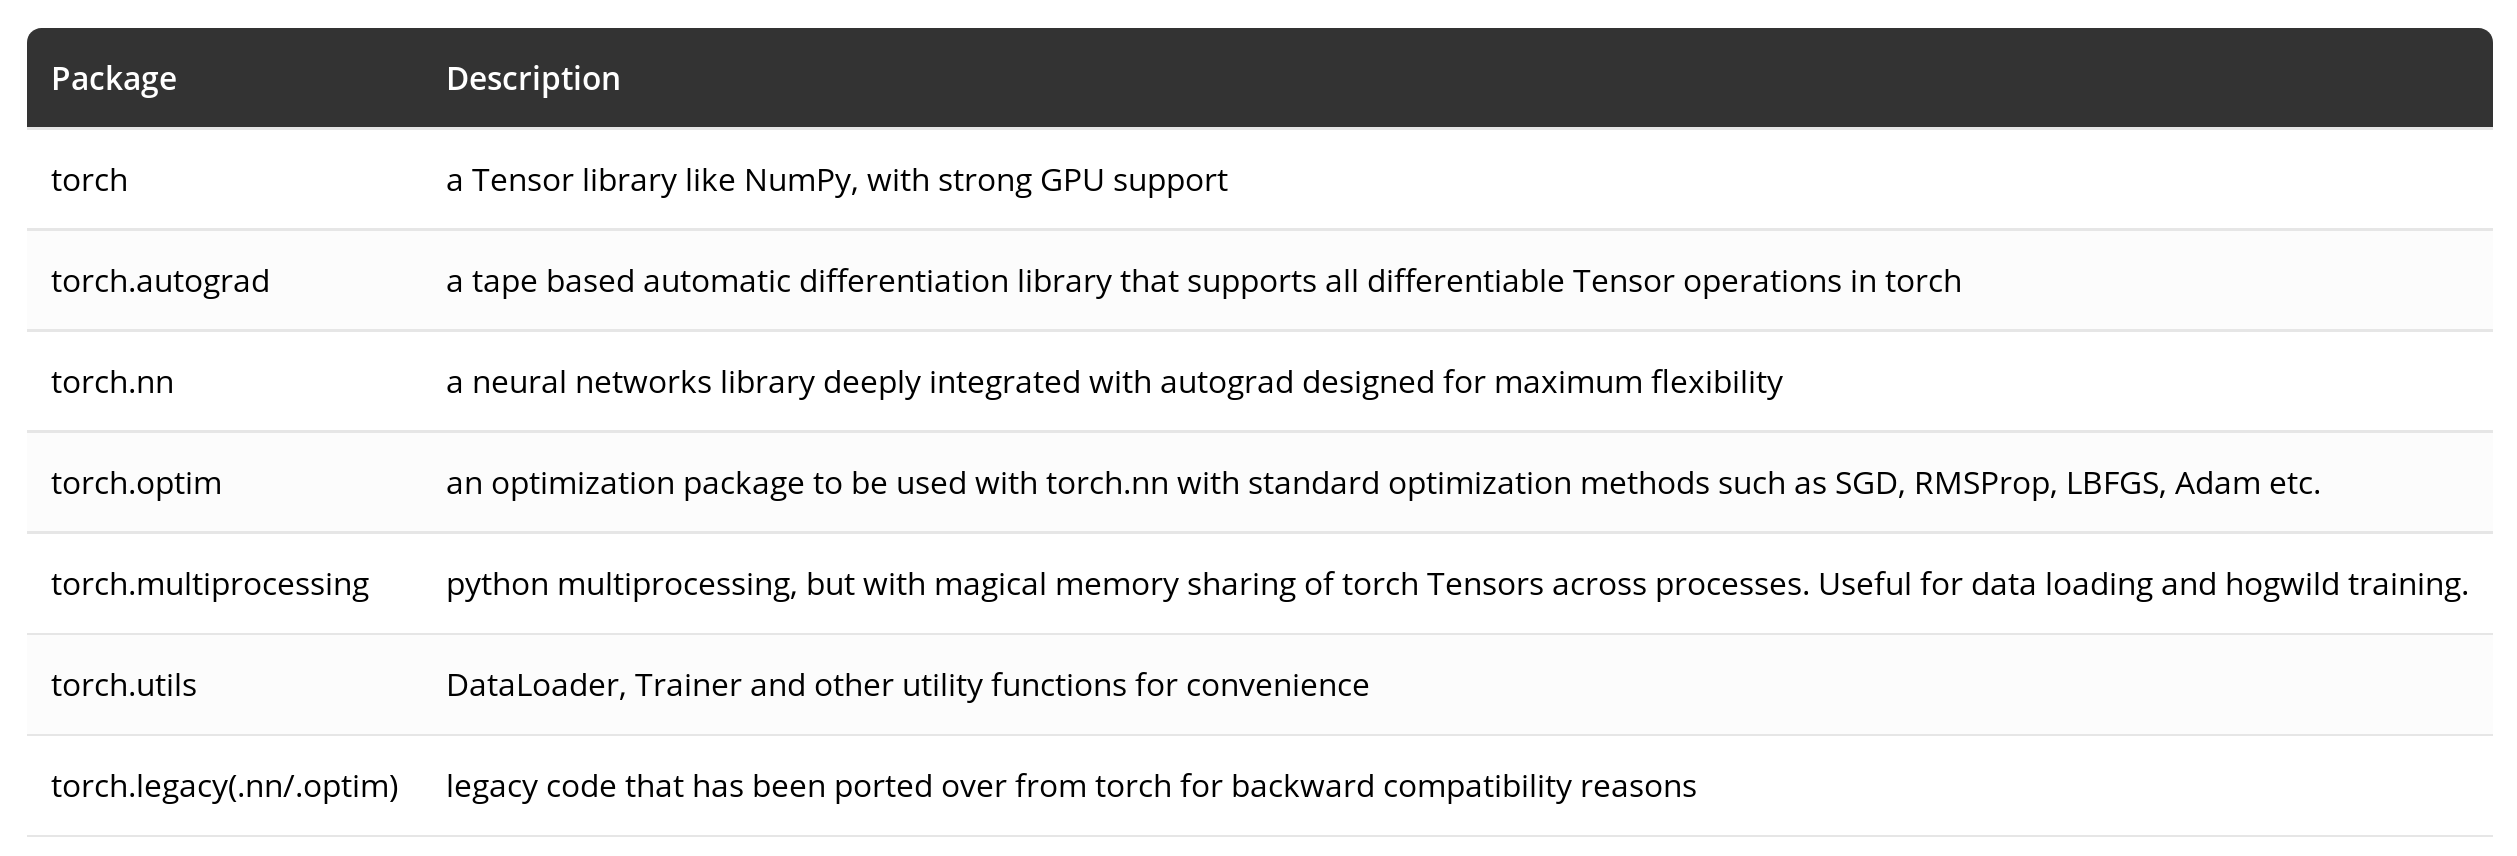 Package Description
torch a Tensor library like NumPy, with strong GPU support
torch.autograd a tape based automatic differentiation library that supports all differentiable Tensor operations in torch
torch.nn a neural networks library deeply integrated with autograd designed for maximum flexibility
torch.optim an optimization package to be used with torch.nn with standard optimization methods such as SGD, RMSProp, LBFGS, Adam etc.
torch.multiprocessing python multiprocessing, but with magical memory sharing of torch Tensors across processes. Useful for data loading and hogwild training.
torch.utils DataLoader, Trainer and other utility functions for convenience
torch.legacy(.nn/.optim) legacy code that has been ported over from torch for backward compatibility reasons